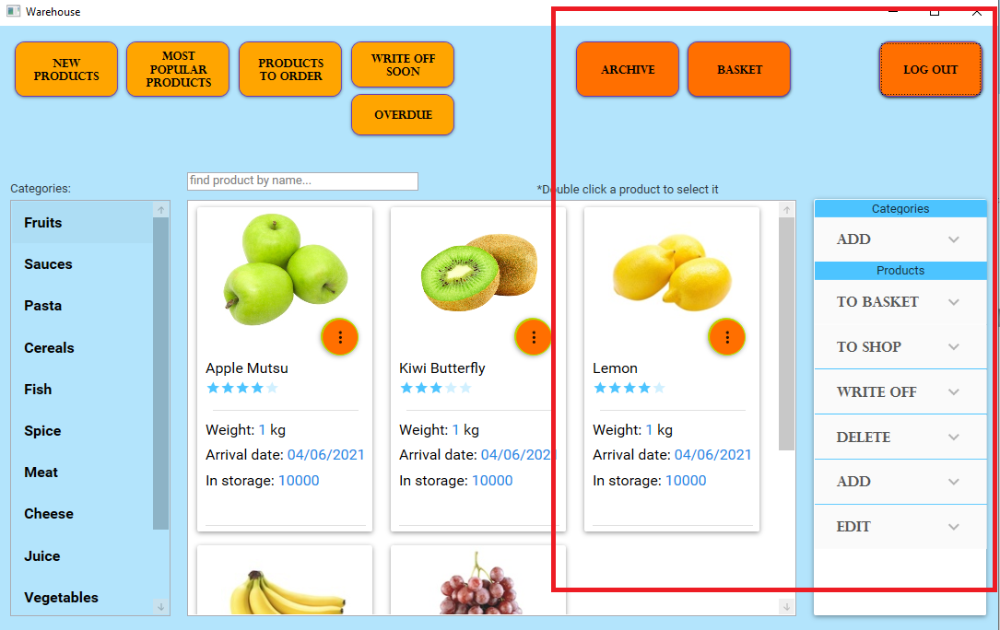 Warehouse
NEW
PRODUCTS
MOST
POPULAR
PRODUCTS
PRODUCTS
TO ORDER
WRITE OFF
SOON
OVERDUE
ARCHIVE
BASKET
LOG OUT
Categories:
find product by name...
*Double click a product to select it
Fruits
Sauces
Pasta
Cereals
Fish
Spice
Meat
Cheese
Juice
Vegetables
Apple Mutsu
Weight: 1 kg
Arrival date: 04/06/2021
In storage: 10000
Kiwi Butterfly
Weight: 1 kg
Arrival date: 04/06/202
In storage: 10000
Lemon
Weight: 1 kg
Arrival date: 04/06/2021
In storage: 10000
Categories
ADD
Products
TO BASKET
TO SHOP
WRITE OFF
DELETE
ADD
EDIT